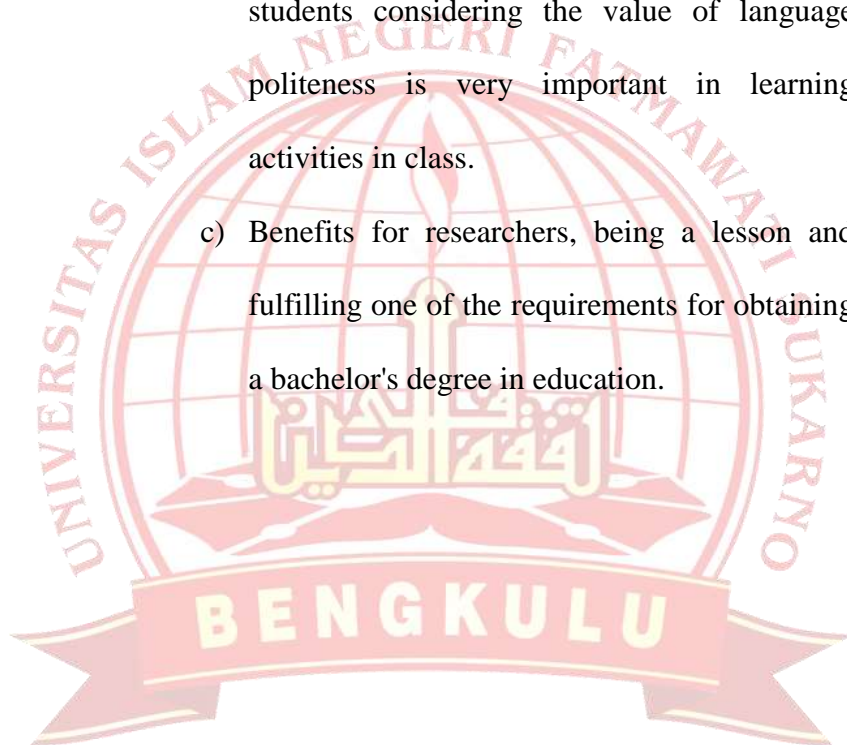 students considering the value of language
politeness is very important in learning
activities in class.
c) Benefits for researchers, being a lesson and
fulfilling one of the requirements for obtaining
a bachelor's degree in education.
UNIVERSITAS ISLAM NEGERI FATMAWATI SUKARNO
BENGKULU